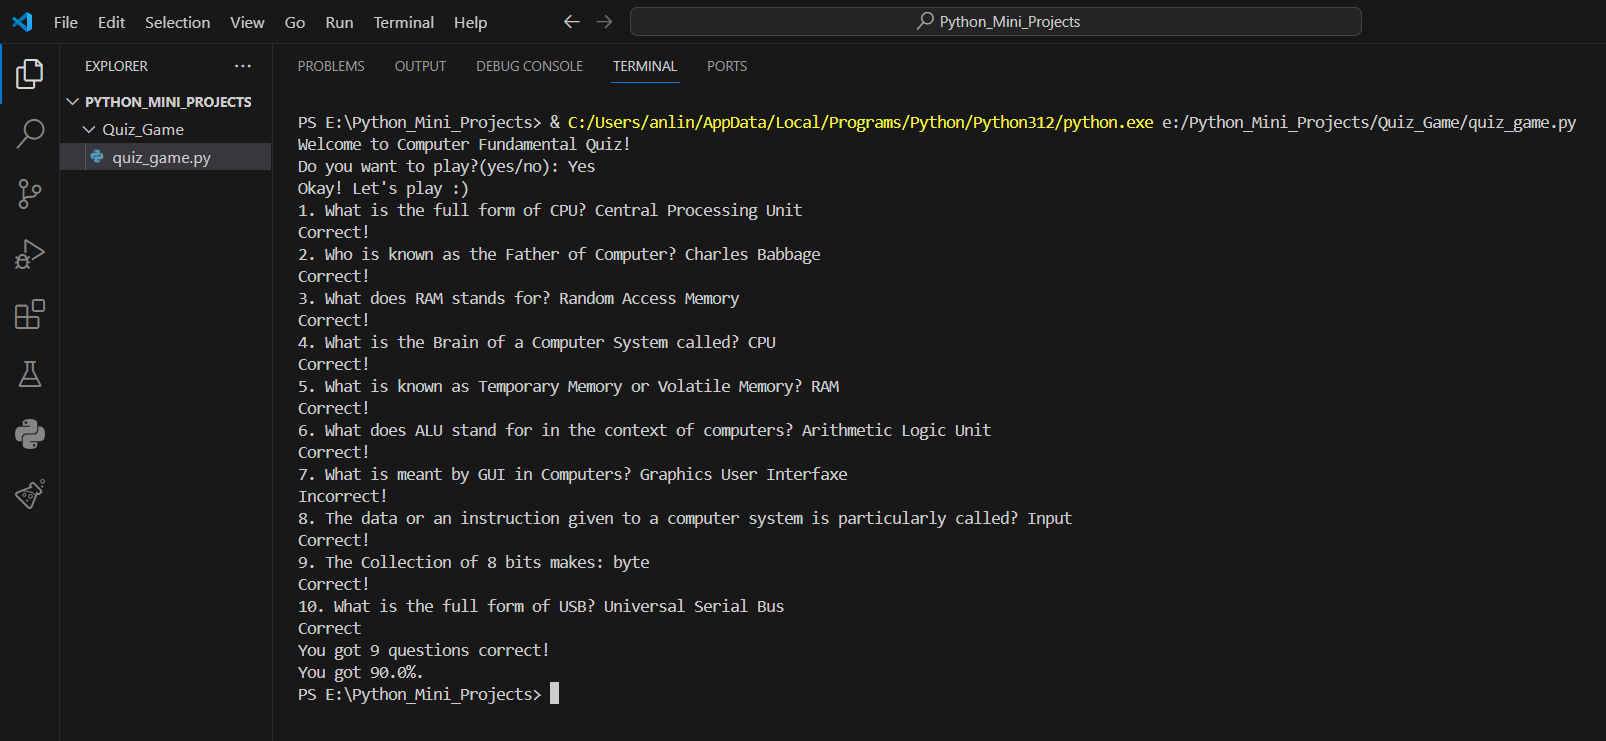 File Edit Selection View Go Run Terminal Help
Python_Mini_Projects
EXPLORER
PYTHON_MINI_PROJECTS
Quiz_Game
quiz_game.py
PROBLEMS OUTPUT DEBUG CONSOLE TERMINAL PORTS
PS E:\Python_Mini_Projects> & C:/Users/anlin/AppData/Local/Programs/Python/Python312/python.exe e:/Python_Mini_Projects/Quiz_Game/quiz_game.py
Welcome to Computer Fundamental Quiz!
Do you want to play?(yes/no): Yes
Okay! Let's play :)
1. What is the full form of CPU? Central Processing Unit
Correct!
2. Who is known as the Father of Computer? Charles Babbage
Correct!
3. What does RAM stands for? Random Access Memory
Correct!
4. What is the Brain of a Computer System called? CPU
Correct!
5. What is known as Temporary Memory or Volatile Memory? RAM
Correct!
6. What does ALU stand for in the context of computers? Arithmetic Logic Unit
Correct!
7. What is meant by GUI in Computers? Graphics User Interfaxe
Incorrect!
8. The data or an instruction given to a computer system is particularly called? Input
Correct!
9. The Collection of 8 bits makes: byte
Correct!
10. What is the full form of USB? Universal Serial Bus
Correct
You got 9 questions correct!
You got 90.0%.
PS E:\Python_Mini_Projects>